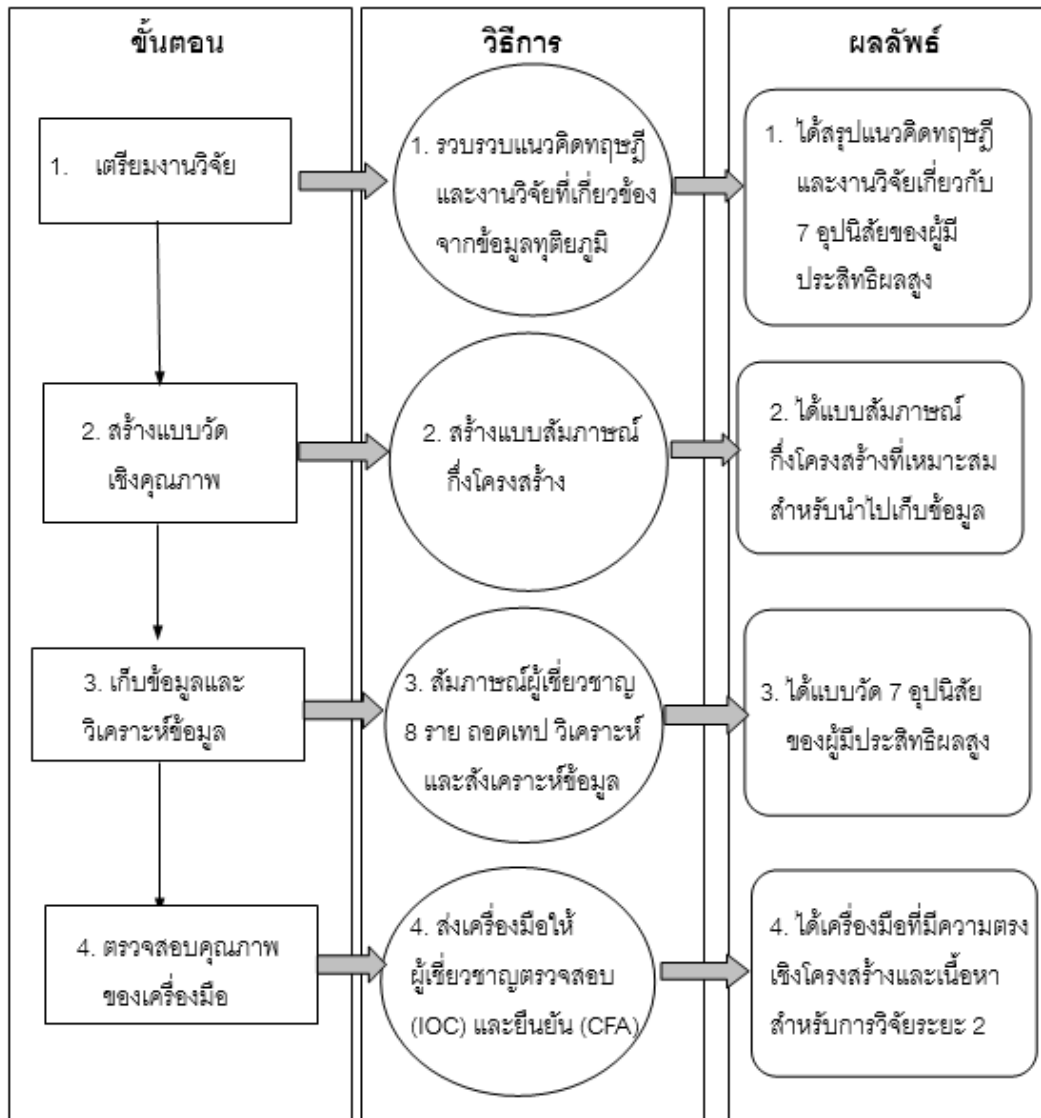 ขั้นตอน
วิธีการ
ผลลัพธ์
1. เตรียมงานวิจัย
1. รวบรวบแนวคิดทฤษฎี
และงานวิจัยที่เกี่ยวข้อง
จากข้อมูลทุติยภูมิ
1. ได้สรุปแนวคิดทฤษฎี
และงานวิจัยเกี่ยวกับ
7 อุปนิสัยของผู้มี
ประสิทธิผลสูง
2. สร้างแบบวัด
เชิงคุณภาพ
2. สร้างแบบสัมภาษณ์
กึ่งโครงสร้าง
2. ได้แบบสัมภาษณ์
กึ่งโครงสร้างที่เหมาะสม
สำหรับนำไปเก็บข้อมูล
3. เก็บข้อมูลและ
วิเคราะห์ข้อมูล
3. สัมภาษณ์ผู้เชี่ยวชาญ
8 ราย ถอดเทป วิเคราะห์
และสังเคราะห์ข้อมูล
3. ได้แบบวัด 7 อุปนิสัย
ของผู้มีประสิทธิผลสูง
4. ตรวจสอบคุณภาพ
ของเครื่องมือ
4. ส่งเครื่องมือให้
ผู้เชี่ยวชาญตรวจสอบ
(IOC) และยืนยัน (CFA)
4. ได้เครื่องมือที่มีความตรง
เชิงโครงสร้างและเนื้อหา
สำหรับการวิจัยระยะ 2